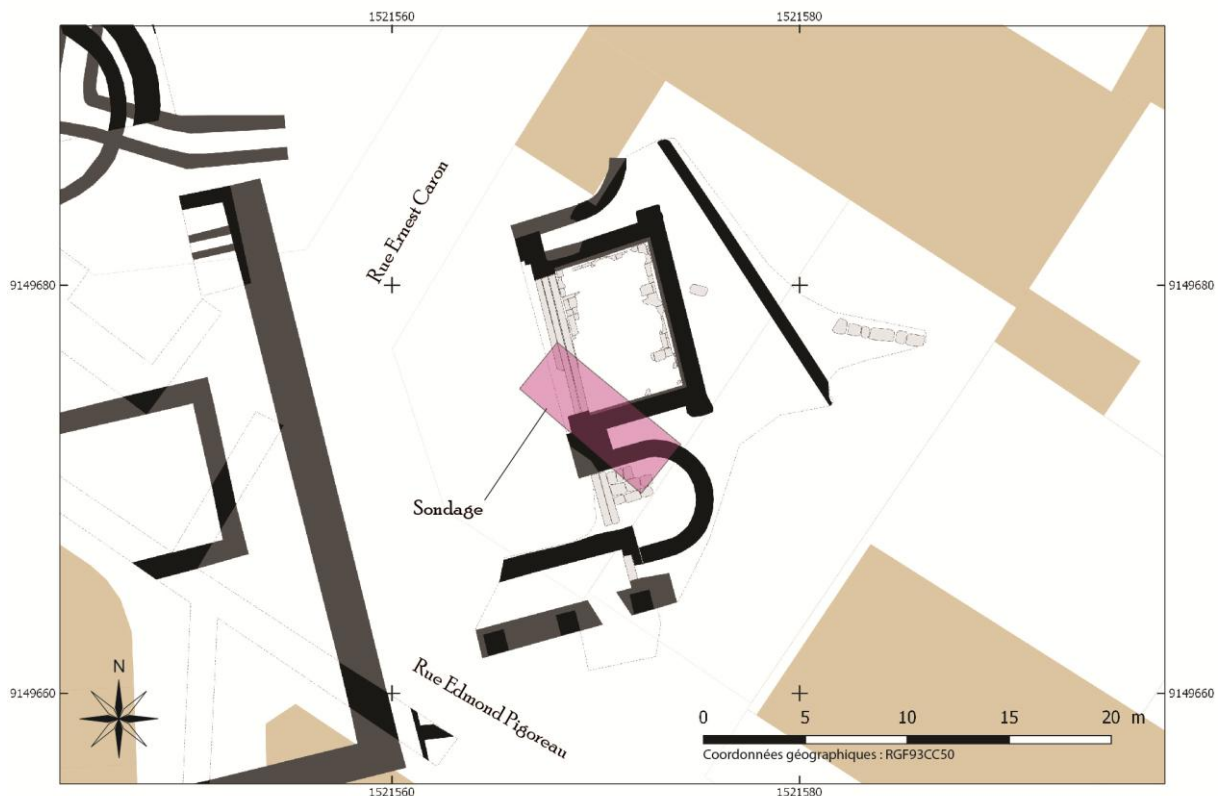 1521560
1521580
Rue Ernest Caron
9149680
9149680
Sondage
Rue Edmond Pigoreau
N
9149660
9149660
0 5 10 15 20 m
Coordonnées géographiques : RGF93CC50
1521560
1521580